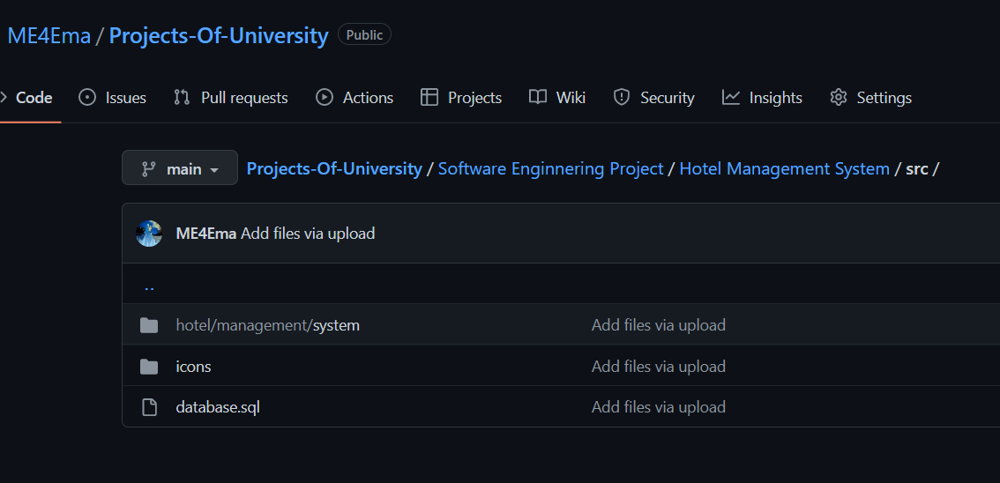 ME4Ema / Projects-Of-University Public
Code Issues Pull requests Actions Projects Wiki Security Insights Settings
main Projects-Of-University / Software Enginnering Project / Hotel Management System / src /
ME4Ema Add files via upload
..
hotel/management/system Add files via upload
icons Add files via upload
database.sql Add files via upload